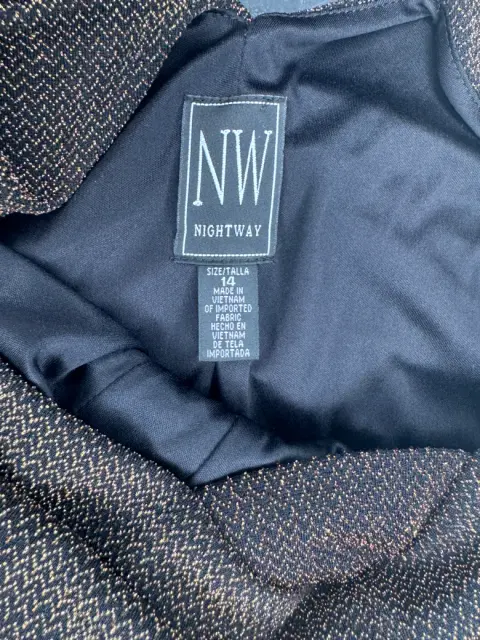 NW
NIGHTWAY
SIZE/TALLA
14
MADE IN
VIETNAM
OF IMPORTED
FABRIC
HECHO EN
VIETNAM
DE TELA
IMPORTADA